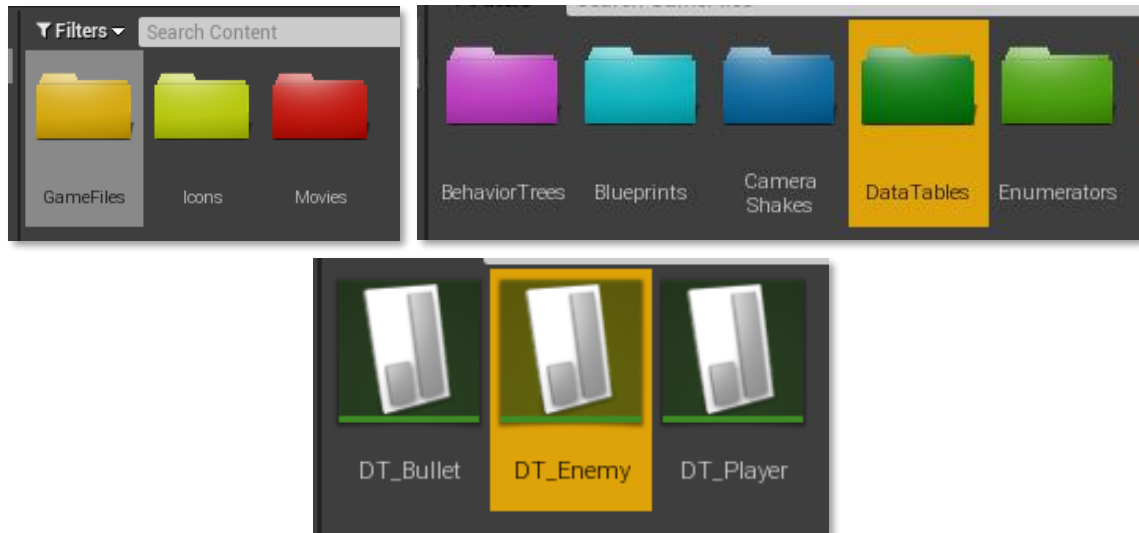 Filters
Search Content
GameFiles
Icons
Movies
BehaviorTrees
Blueprints
Camera
Shakes
DataTables
Enumerators
DT_Bullet
DT_Enemy
DT_Player